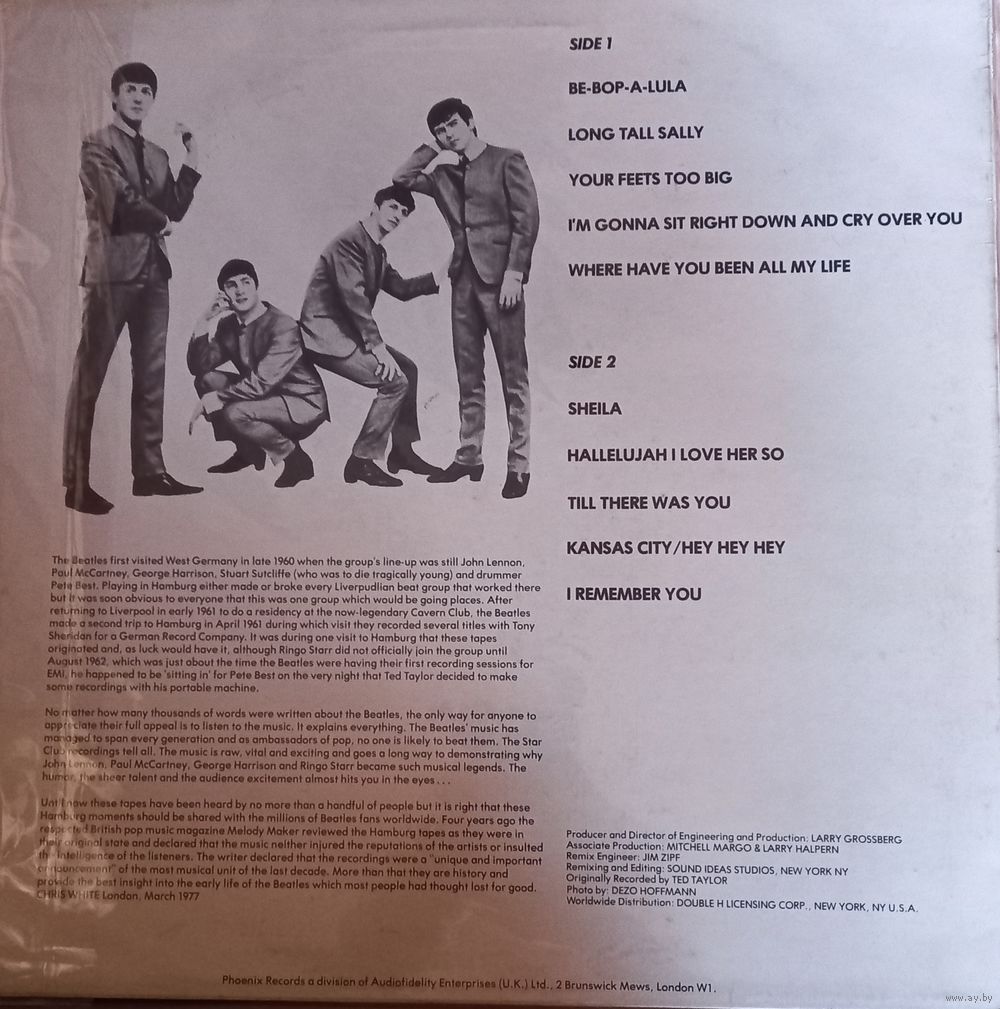 SIDE 1
BE-BOP-A-LULA
LONG TALL SALLY
YOUR FEETS TOO BIG
I'M GONNA SIT RIGHT DOWN AND CRY OVER YOU
WHERE HAVE YOU BEEN ALL MY LIFE
SIDE 2
SHEILA
HALLELUJAH I LOVE HER SO
TILL THERE WAS YOU
KANSAS CITY/HEY HEY HEY
I REMEMBER YOU
The Beatles first visited West Germany in late 1960 when the group's line-up was still John Lennon,
Paul McCartney, George Harrison, Stuart Sutcliffe (who was to die tragically young) and drummer
Pete Best. Playing in Hamburg either made or broke every Liverpudlian beat group that worked there
but it was soon obvious to everyone that this was one group which would be going places. After
returning to Liverpool in early 1961 to do a residency at the now-legendary Cavern Club, the Beatles
made a second trip to Hamburg in April 1961 during which visit they recorded several titles with Tony
Sheridan for a German Record Company. It was during one visit to Hamburg that these tapes
originated and, as luck would have it, although Ringo Starr did not officially join the group until
August 1962, which was just about the time the Beatles were having their first recording sessions for
EMI, he happened to be 'sitting in' for Pete Best on the very night that Ted Taylor decided to make
some recordings with his portable machine.
No matter how many thousands of words were written about the Beatles, the only way for anyone to
appreciate their full appeal is to listen to the music. It explains everything. The Beatles' music has
managed to span every generation and as ambassadors of pop, no one is likely to beat them. The Star
Club recordings tell all. The music is raw, vital and exciting and goes a long way to demonstrating why
John Lennon, Paul McCartney, George Harrison and Ringo Starr became such musical legends. The
humor, the sheer talent and the audience excitement almost hits you in the eyes...
Until now these tapes have been heard by no more than a handful of people but it is right that these
Hamburg moments should be shared with the millions of Beatles fans worldwide. Four years ago the
respected British pop music magazine Melody Maker reviewed the Hamburg tapes as they were in
their original state and declared that the music neither injured the reputations of the artists or insulted
the intelligence of the listeners. The writer declared that the recordings were a "unique and important
announcement" of the most musical unit of the last decade. More than that they are history and
provide the best insight into the early life of the Beatles which most people had thought lost for good.
CHRIS WHITE London, March 1977
Producer and Director of Engineering and Production: LARRY GROSSBERG
Associate Production: MITCHELL MARGO & LARRY HALPERN
Remix Engineer: JIM ZIPF
Remixing and Editing: SOUND IDEAS STUDIOS, NEW YORK NY
Originally Recorded by TED TAYLOR
Photo by: DEZO HOFFMANN
Worldwide Distribution: DOUBLE H LICENSING CORP., NEW YORK, NY U.S.A.
Phoenix Records a division of Audiofidelity Enterprises (U.K.) Ltd., 2 Brunswick Mews, London W1.
www.ay.by